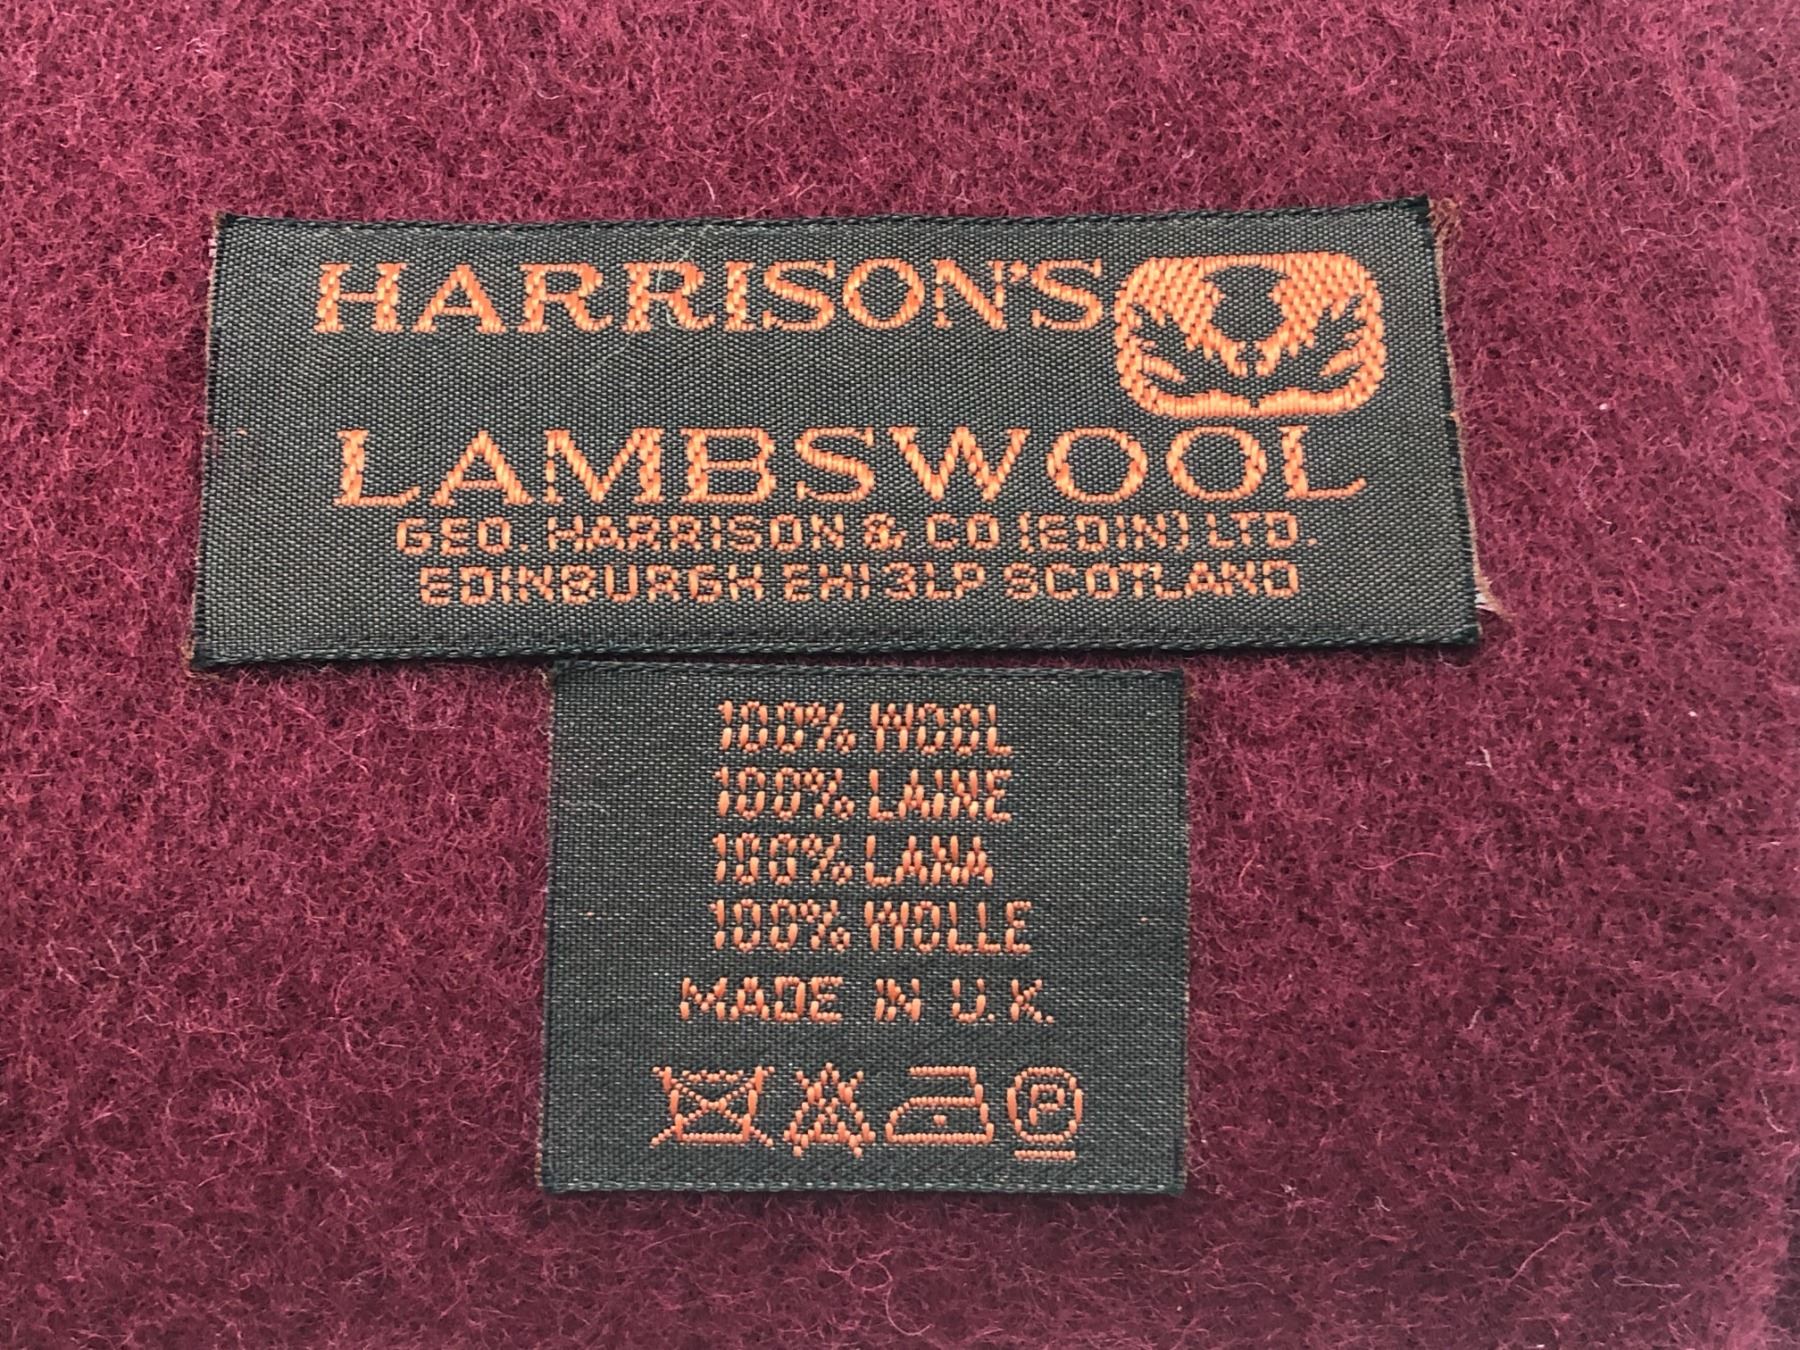 HARRISON'S
LAMBSWOOL
GEO. HARRISON & CO (EDIN) LTD.
EDINBURGH EH1 3LP SCOTLAND
100% WOOL
100% LAINE
100% LANA
100% WOLLE
MADE IN U.K.
P